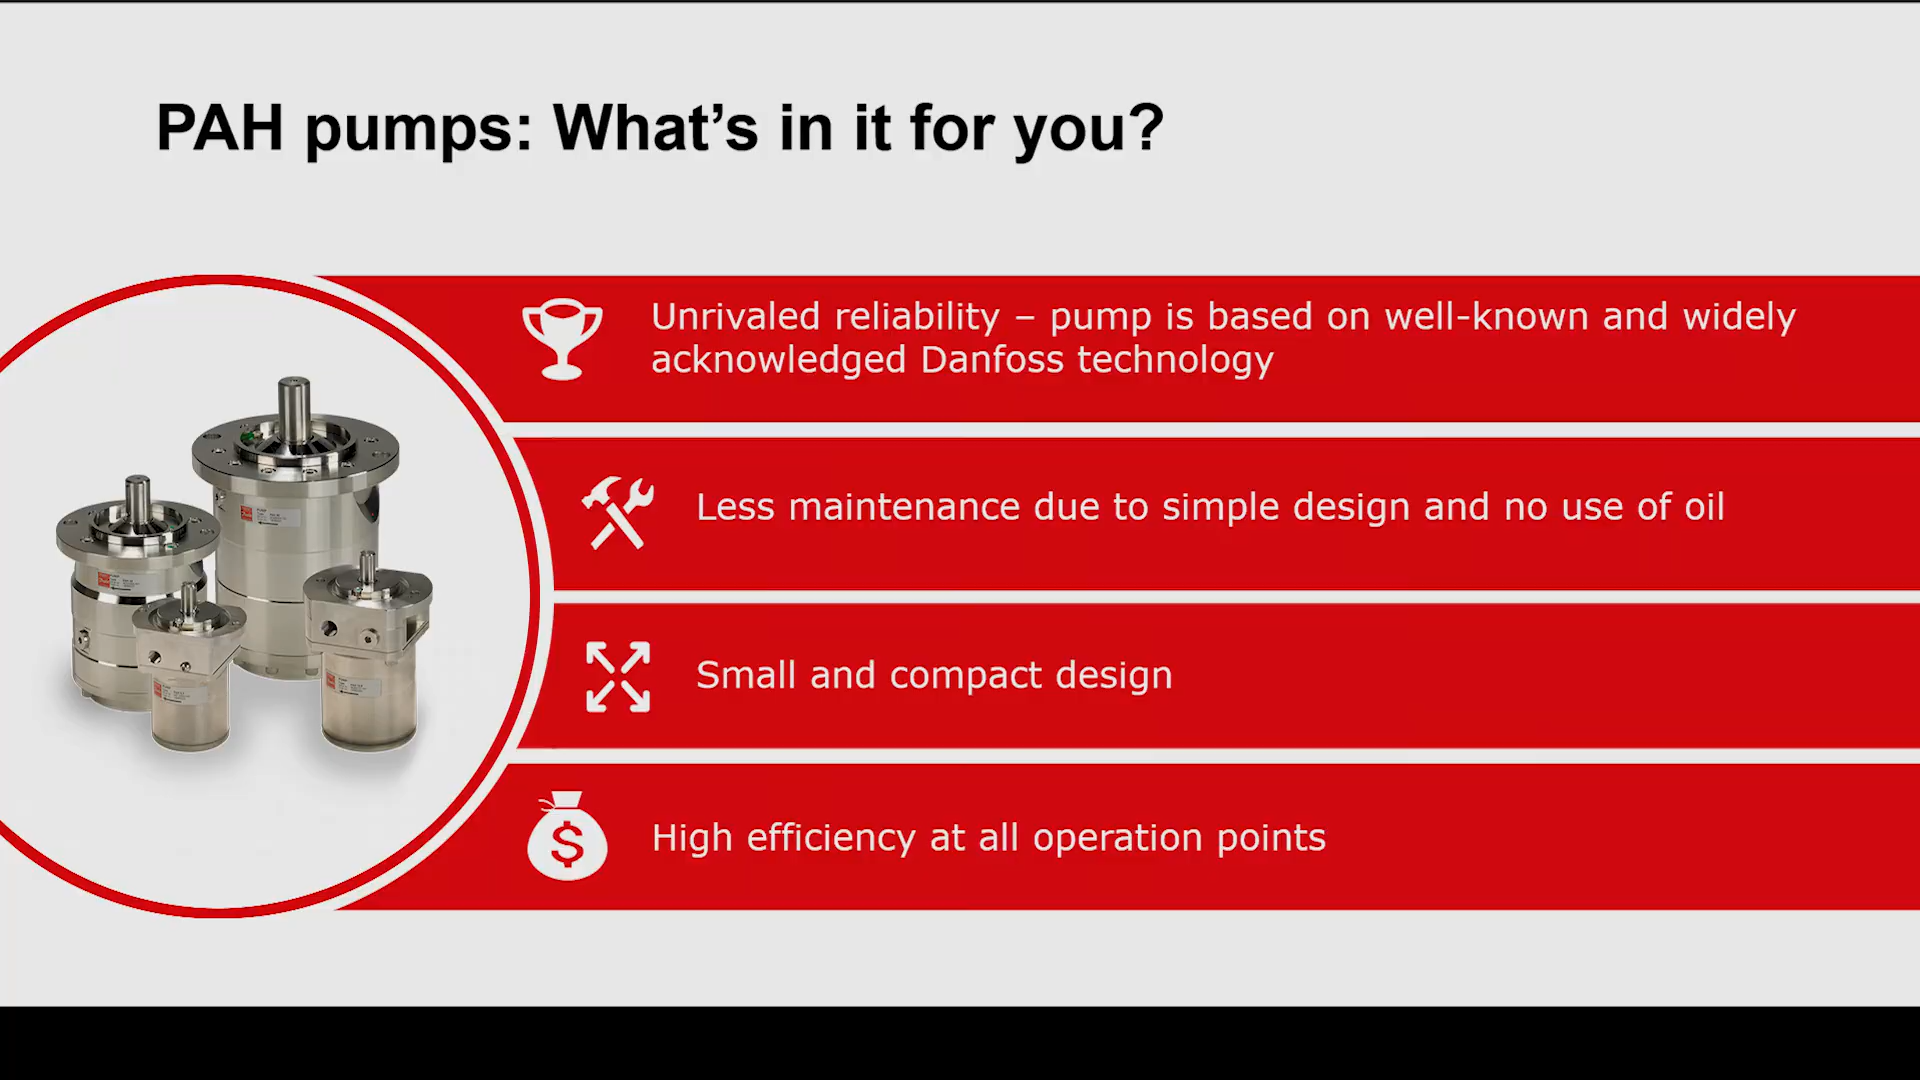 PAH pumps: What’s in it for you?
Unrivaled reliability – pump is based on well-known and widely
acknowledged Danfoss technology
Less maintenance due to simple design and no use of oil
Small and compact design
$
High efficiency at all operation points